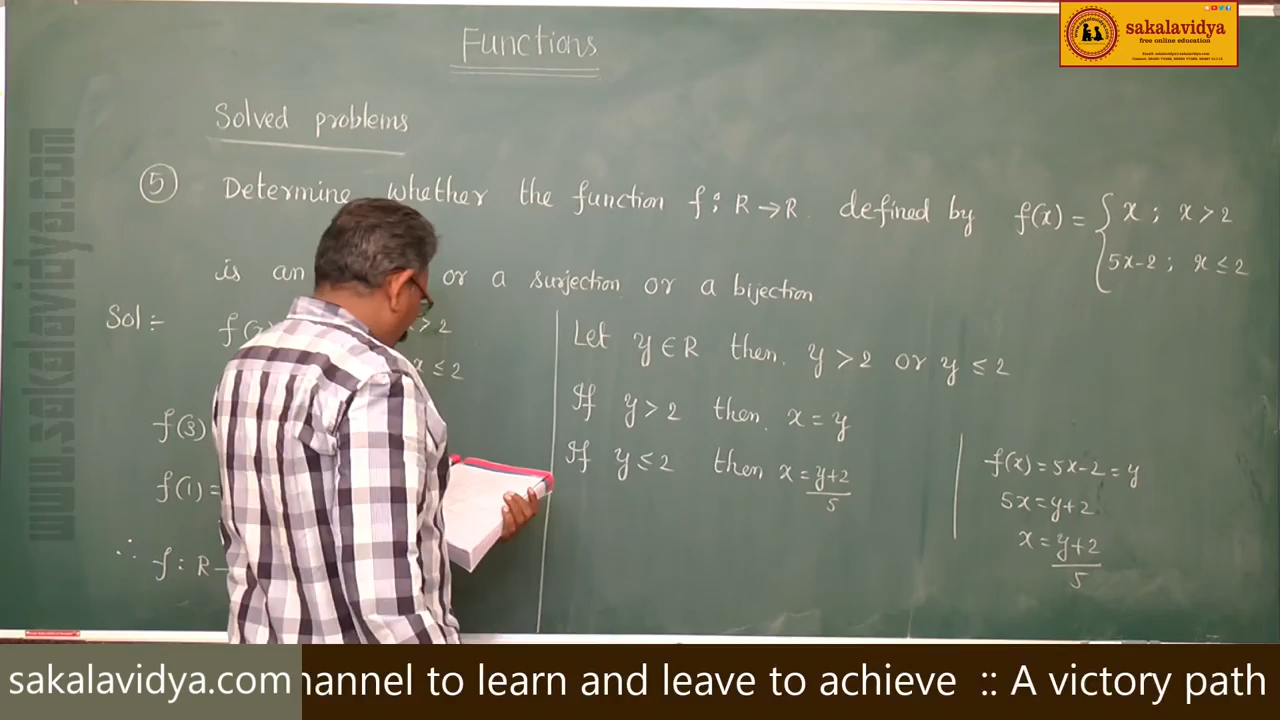 Functions
sakalavidya
free online education
Solved problems
5 Determine whether the function f : R → R defined by f(x) = { x ; x > 2
5x-2 ; x ≤ 2
is an or a surjection or a bijection
Sol :-
> 2
x ≤ 2
f(3)
f(1) =
∴ f : R
Let y ∈ R then. y > 2 or y ≤ 2
If y > 2 then. x = y
If y ≤ 2 then x = y+2
5
f(x) = 5x-2 = y
5x = y+2
x = y+2
5
www.sakalavidya.com
sakalavidya.com hannel to learn and leave to achieve :: A victory path